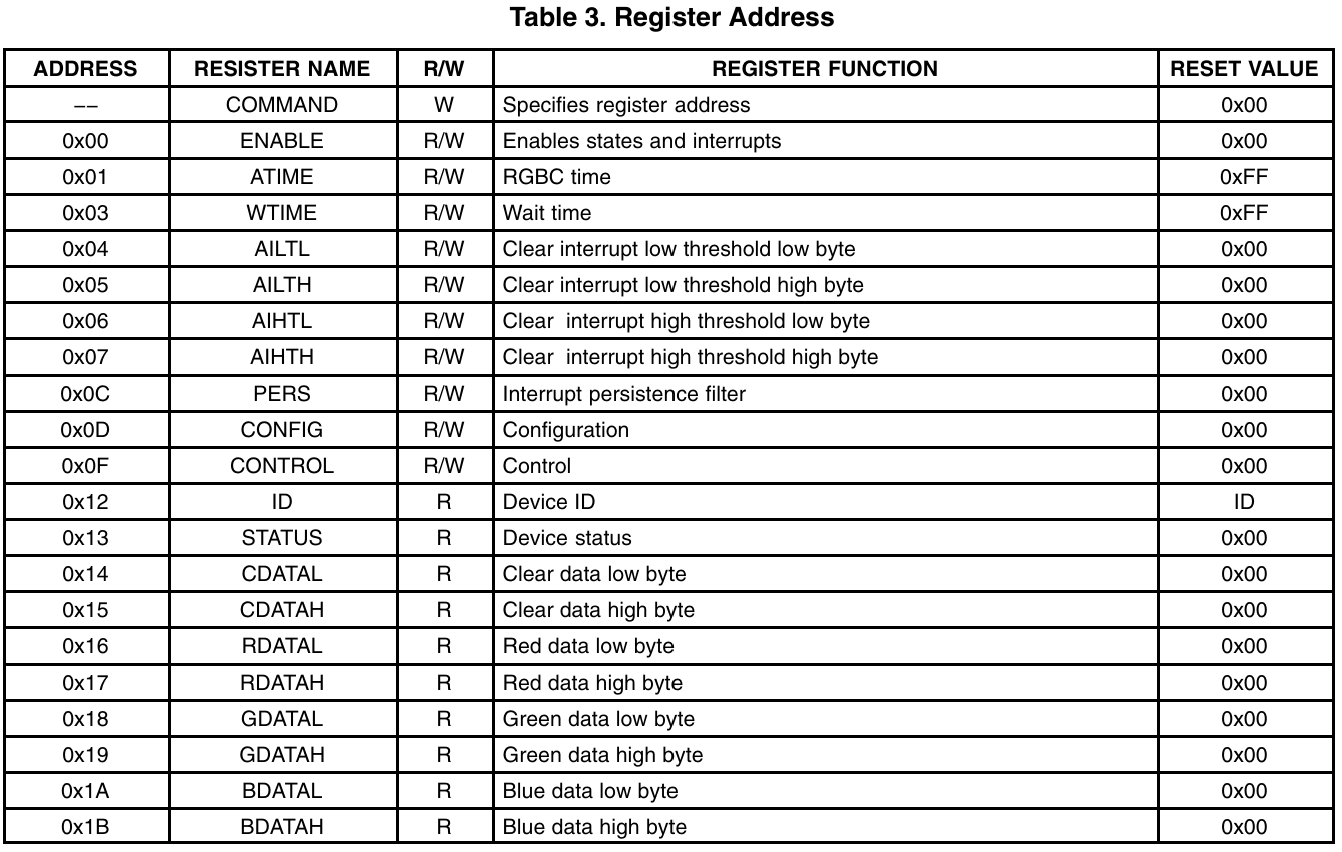 Table 3. Register Address
ADDRESS RESISTER NAME R/W REGISTER FUNCTION RESET VALUE
−− COMMAND W Specifies register address 0x00
0x00 ENABLE R/W Enables states and interrupts 0x00
0x01 ATIME R/W RGBC time 0xFF
0x03 WTIME R/W Wait time 0xFF
0x04 AILTL R/W Clear interrupt low threshold low byte 0x00
0x05 AILTH R/W Clear interrupt low threshold high byte 0x00
0x06 AIHTL R/W Clear interrupt high threshold low byte 0x00
0x07 AIHTH R/W Clear interrupt high threshold high byte 0x00
0x0C PERS R/W Interrupt persistence filter 0x00
0x0D CONFIG R/W Configuration 0x00
0x0F CONTROL R/W Control 0x00
0x12 ID R Device ID ID
0x13 STATUS R Device status 0x00
0x14 CDATAL R Clear data low byte 0x00
0x15 CDATAH R Clear data high byte 0x00
0x16 RDATAL R Red data low byte 0x00
0x17 RDATAH R Red data high byte 0x00
0x18 GDATAL R Green data low byte 0x00
0x19 GDATAH R Green data high byte 0x00
0x1A BDATAL R Blue data low byte 0x00
0x1B BDATAH R Blue data high byte 0x00